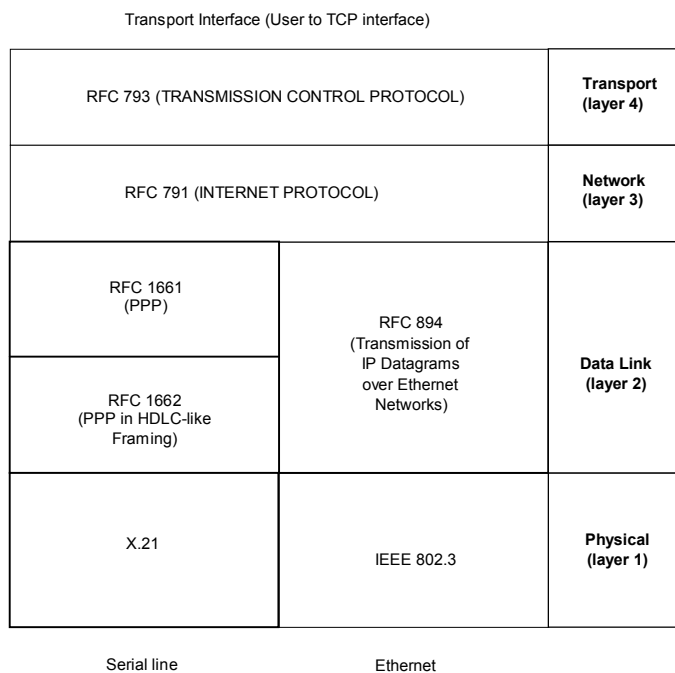 Transport Interface (User to TCP interface)
RFC 793 (TRANSMISSION CONTROL PROTOCOL)
Transport
(layer 4)
RFC 791 (INTERNET PROTOCOL)
Network
(layer 3)
RFC 1661
(PPP)
RFC 1662
(PPP in HDLC-like
Framing)
RFC 894
(Transmission of
IP Datagrams
over Ethernet
Networks)
Data Link
(layer 2)
X.21
IEEE 802.3
Physical
(layer 1)
Serial line
Ethernet